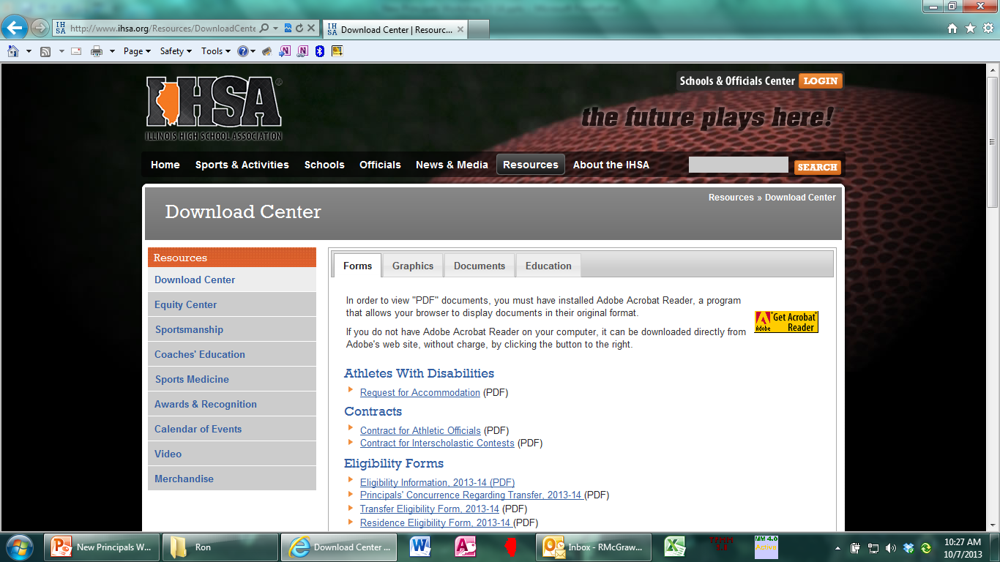 IH
SA
http://www.ihsa.org/Resources/DownloadCente
IH
SA
Download Center | Resourc...
Page
Safety
Tools
IHSA
ILLINOIS HIGH SCHOOL ASSOCIATION
Schools & Officials Center LOGIN
the future plays here!
Home Sports & Activities Schools Officials News & Media Resources About the IHSA SEARCH
Resources » Download Center
Download Center
Resources
Download Center
Equity Center
Sportsmanship
Coaches' Education
Sports Medicine
Awards & Recognition
Calendar of Events
Video
Merchandise
Forms Graphics Documents Education
In order to view "PDF" documents, you must have installed Adobe Acrobat Reader, a program
that allows your browser to display documents in their original format.
If you do not have Adobe Acrobat Reader on your computer, it can be downloaded directly from
Adobe's web site, without charge, by clicking the button to the right.
Get Acrobat
Adobe Reader
Athletes With Disabilities
Request for Accommodation (PDF)
Contracts
Contract for Athletic Officials (PDF)
Contract for Interscholastic Contests (PDF)
Eligibility Forms
Eligibility Information, 2013-14 (PDF)
Principals' Concurrence Regarding Transfer, 2013-14 (PDF)
Transfer Eligibility Form, 2013-14 (PDF)
Residence Eligibility Form, 2013-14 (PDF)
New Principals W...
Ron
Download Center ...
Inbox - RMcGraw...
MM 4.0
Active
10:27 AM
10/7/2013